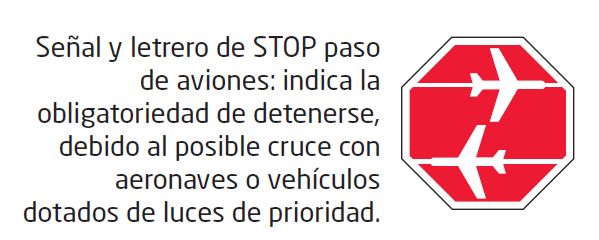 Señal y letrero de STOP paso
de aviones: indica la
obligatoriedad de detenerse,
debido al posible cruce con
aeronaves o vehículos
dotados de luces de prioridad.